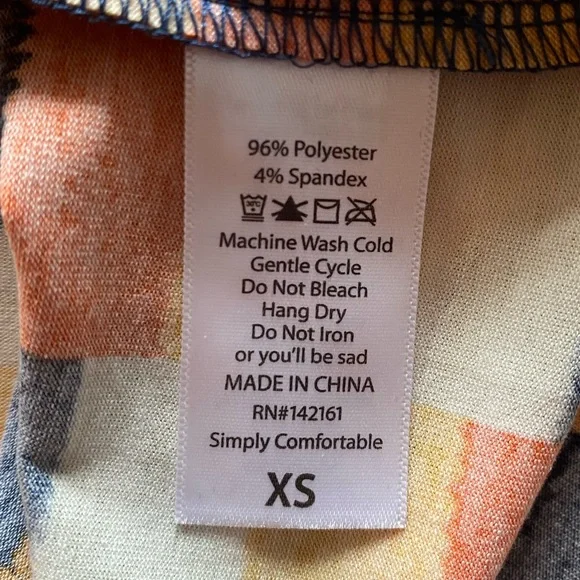 96% Polyester
4% Spandex
30°C
Machine Wash Cold
Gentle Cycle
Do Not Bleach
Hang Dry
Do Not Iron
or you'll be sad
MADE IN CHINA
RN#142161
Simply Comfortable
XS